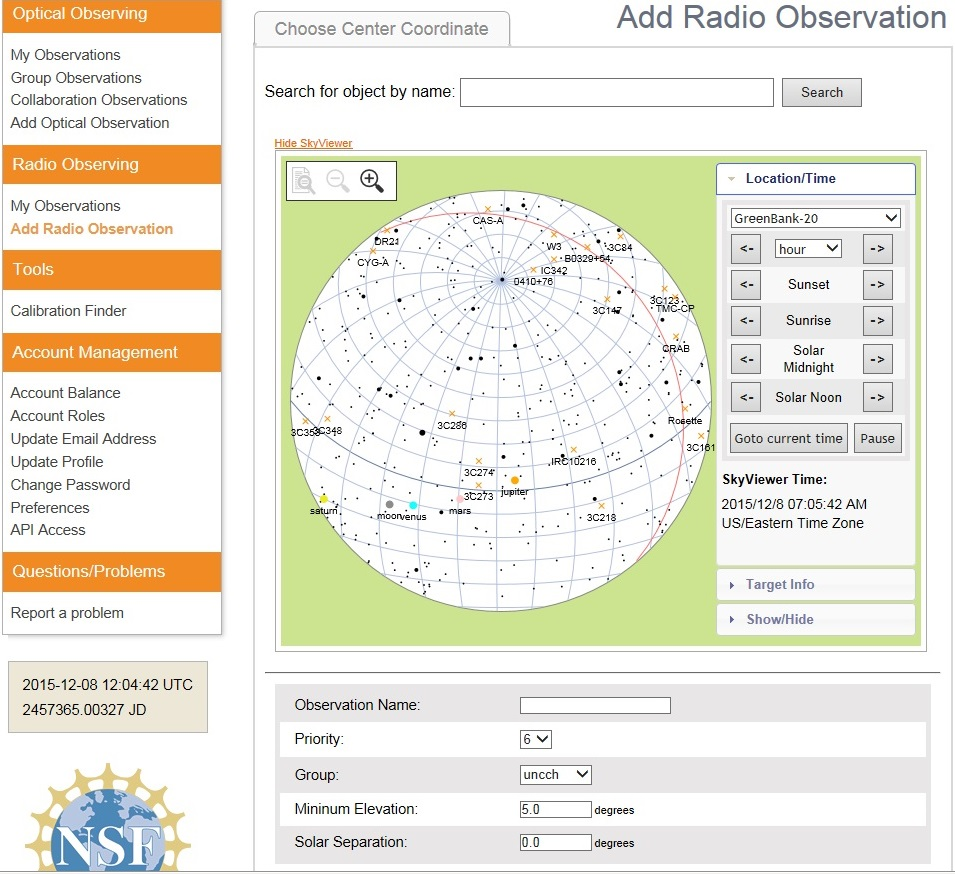 Optical Observing
My Observations
Group Observations
Collaboration Observations
Add Optical Observation
Radio Observing
My Observations
Add Radio Observation
Tools
Calibration Finder
Account Management
Account Balance
Account Roles
Update Email Address
Update Profile
Change Password
Preferences
API Access
Questions/Problems
Report a problem
2015-12-08 12:04:42 UTC
2457365.00327 JD
NSF
Add Radio Observation
Choose Center Coordinate
Search for object by name:
Search
Hide SkyViewer
CAS-A
DR21
CYG-A
W3
3C84
B0329+54
IC342
0410+76
3C147
3C123
TMC-CP
CRAB
Rosette
3C161
3C286
3C348
IRC10216
3C274
3C273
jupiter
3C218
saturn
moon
venus
mars
Location/Time
GreenBank-20
<- hour ->
<- Sunset ->
<- Sunrise ->
<- Solar Midnight ->
<- Solar Noon ->
Goto current time Pause
SkyViewer Time:
2015/12/8 07:05:42 AM
US/Eastern Time Zone
Target Info
Show/Hide
Observation Name:
Priority: 6
Group: uncch
Mininum Elevation: 5.0 degrees
Solar Separation: 0.0 degrees